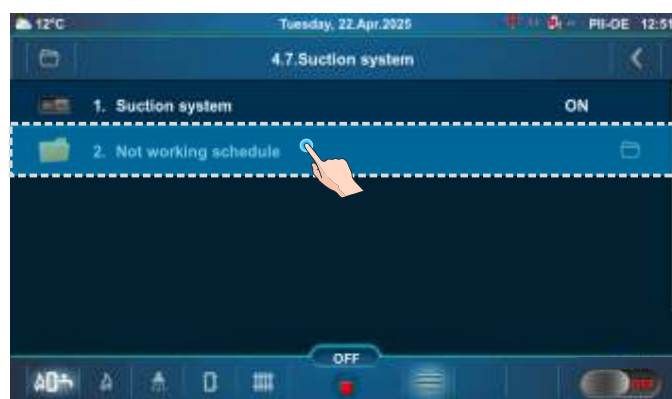 12°C Tuesday, 22.Apr.2025 PII-OE 12:51
4.7.Suction system
1. Suction system ON
2. Not working schedule
OFF
OFF